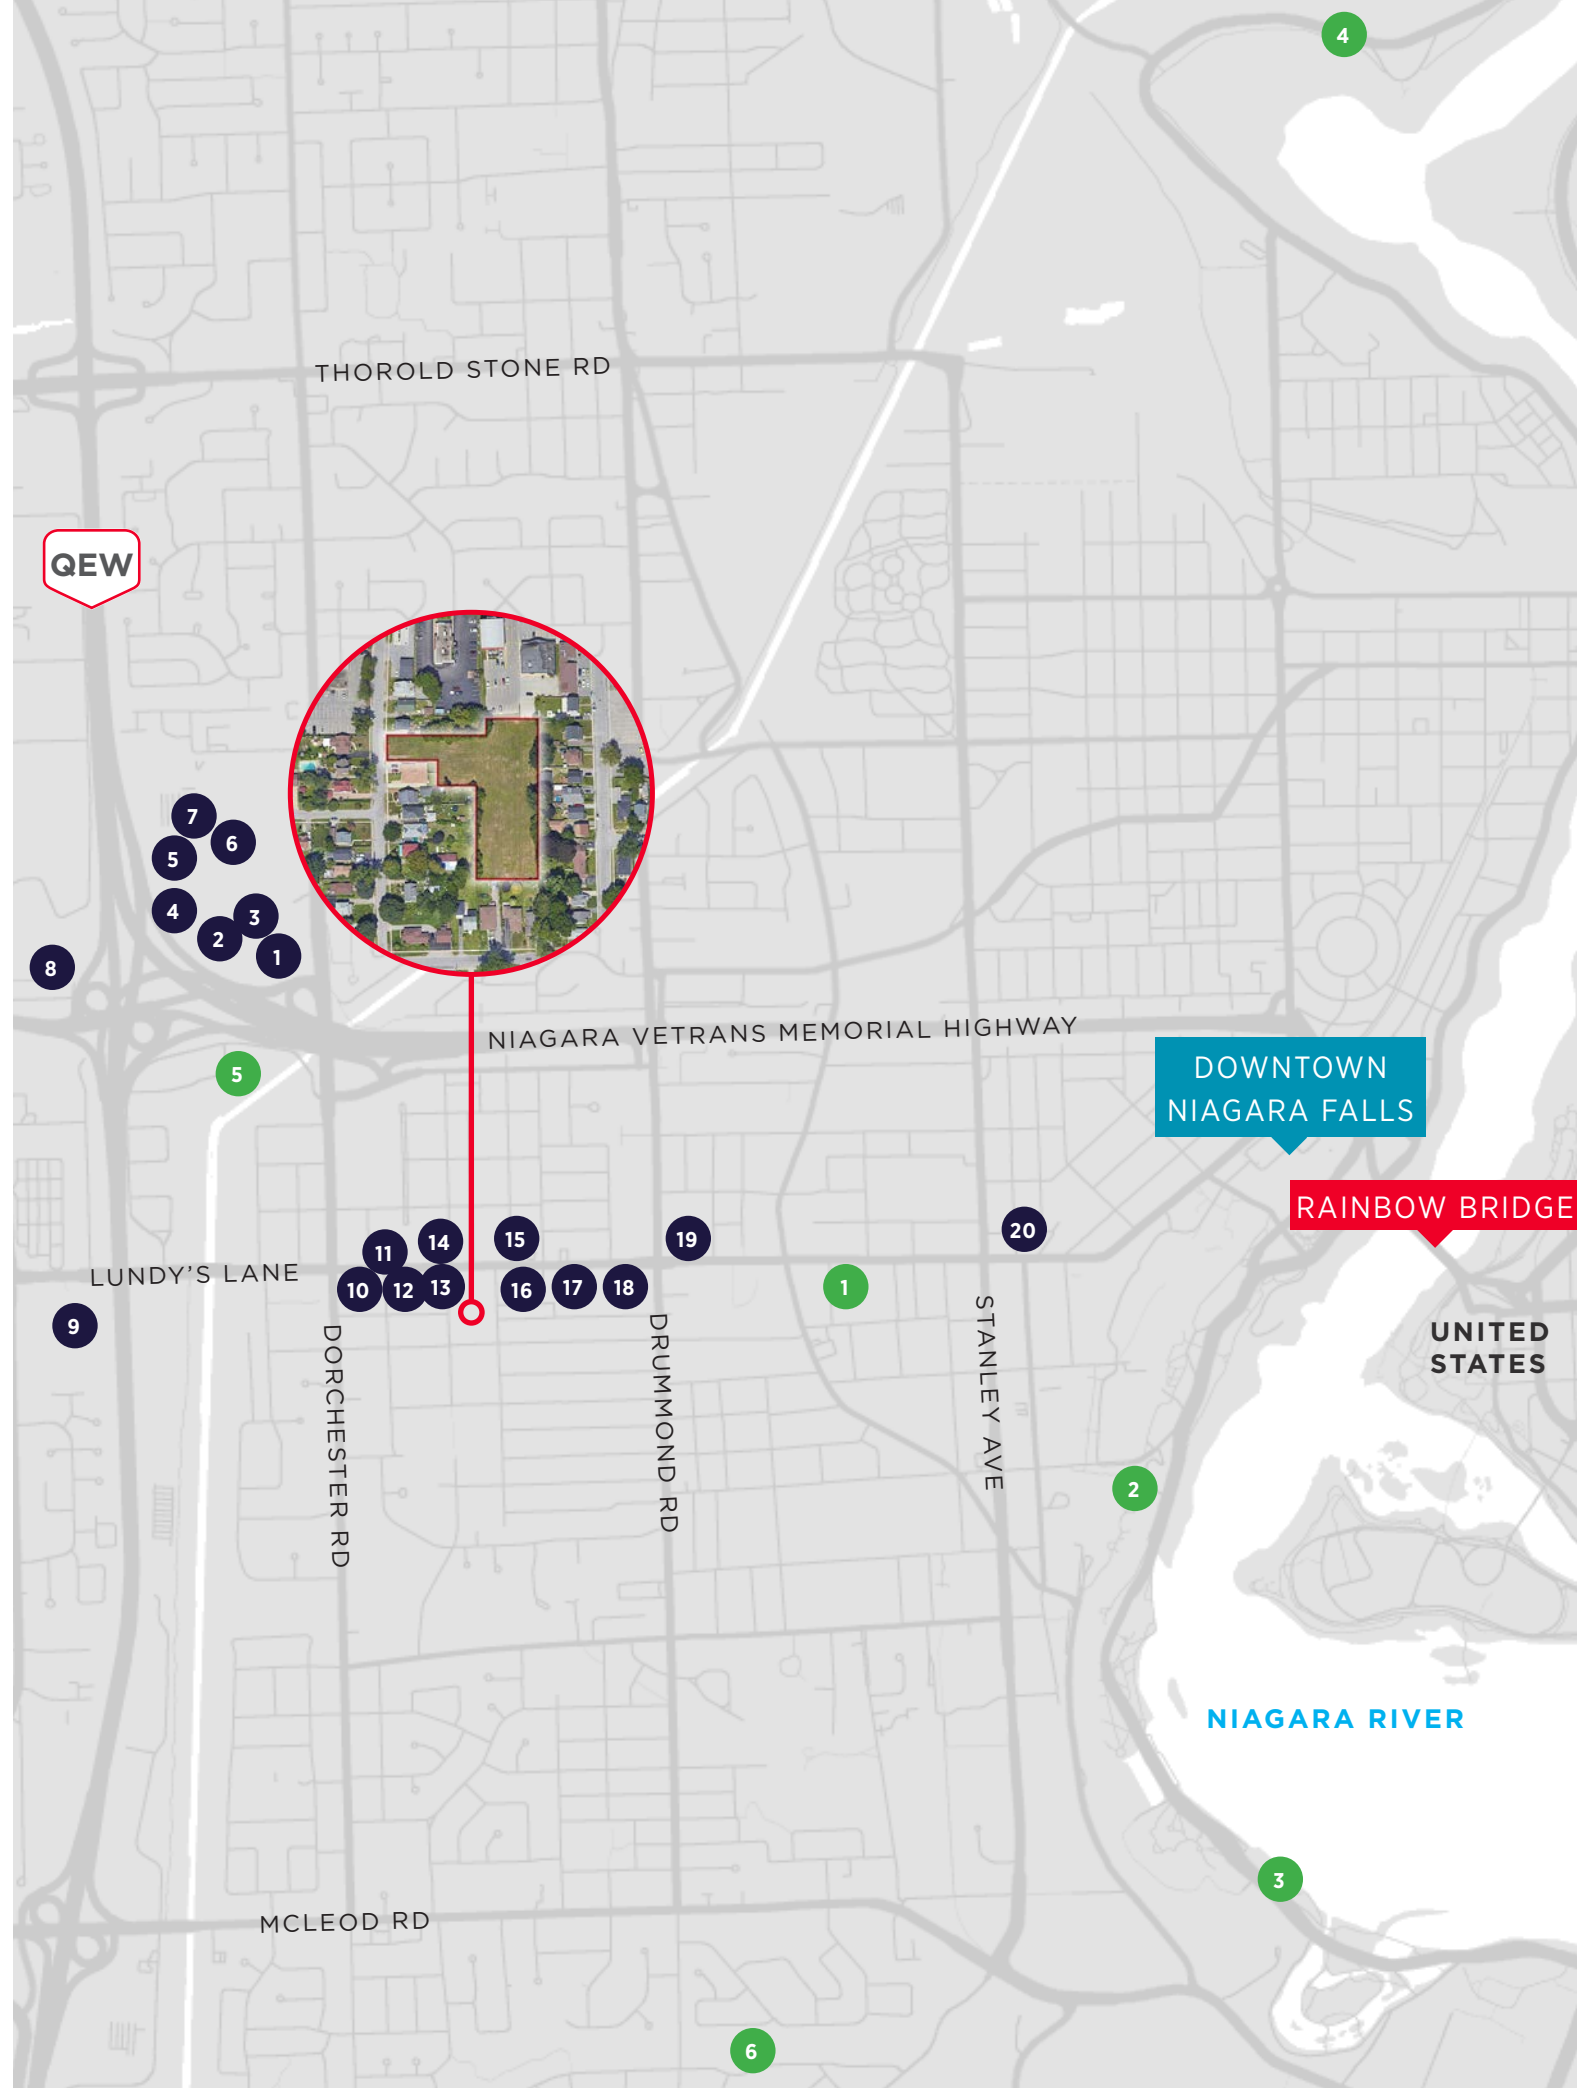 4
THOROLD STONE RD
QEW
7
6
5
4
3
2
1
8
NIAGARA VETRANS MEMORIAL HIGHWAY
5
DOWNTOWN
NIAGARA FALLS
RAINBOW BRIDGE
20
19
15
14
11
LUNDY'S LANE
10
12
13
16
17
18
1
9
UNITED
STATES
DORCHESTER RD
DRUMMOND RD
STANLEY AVE
2
NIAGARA RIVER
3
MCLEOD RD
6